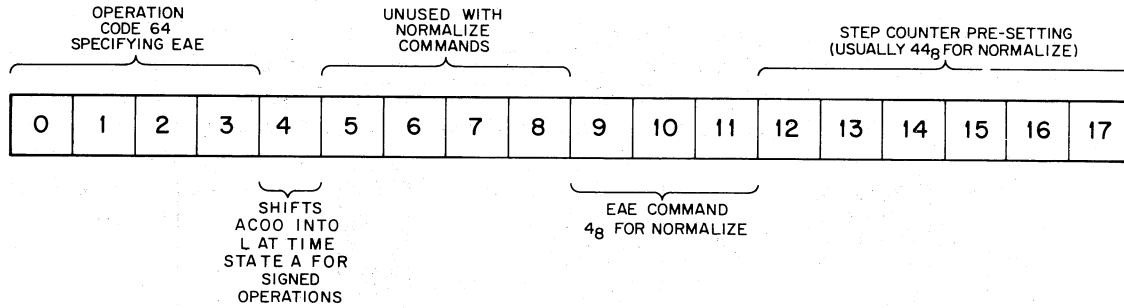 OPERATION
CODE 64
SPECIFYING EAE
UNUSED WITH
NORMALIZE
COMMANDS
STEP COUNTER PRE-SETTING
(USUALLY 44₈ FOR NORMALIZE)
0 1 2 3 4 5 6 7 8 9 10 11 12 13 14 15 16 17
SHIFTS
AC00 INTO
L AT TIME
STATE A FOR
SIGNED
OPERATIONS
EAE COMMAND
4₈ FOR NORMALIZE